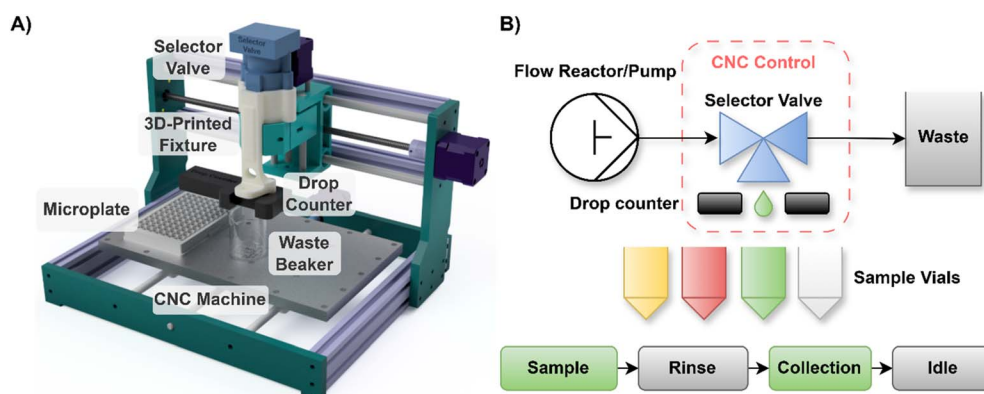 A)
Selector Valve
Selector
Valve
3D-Printed
Fixture
Microplate
Drop
Counter
Waste
Beaker
CNC Machine
B)
CNC Control
Flow Reactor/Pump
Selector Valve
Waste
Drop counter
Sample Vials
Sample
Rinse
Collection
Idle